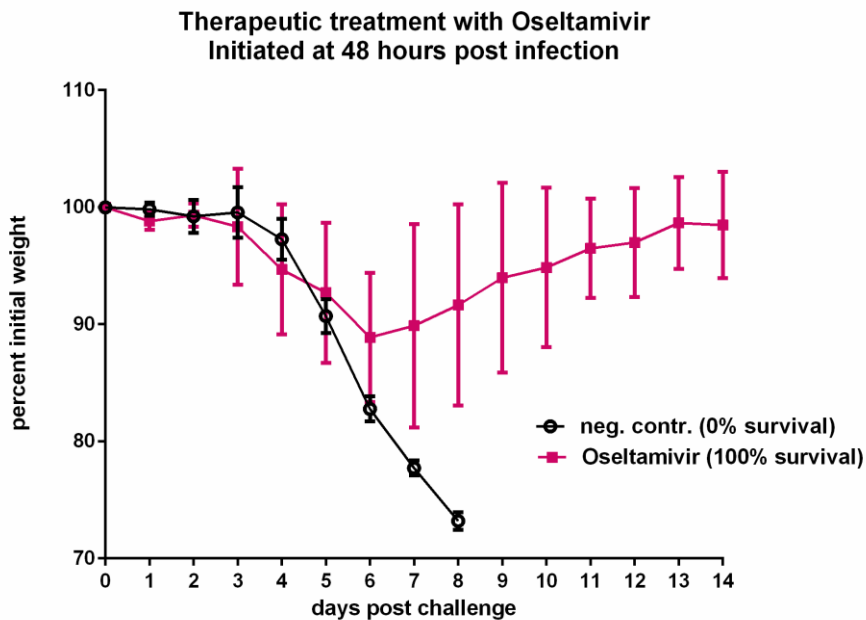 Therapeutic treatment with Oseltamivir
Initiated at 48 hours post infection
110
100
90
80
70
percent initial weight
neg. contr. (0% survival)
Oseltamivir (100% survival)
0 1 2 3 4 5 6 7 8 9 10 11 12 13 14
days post challenge